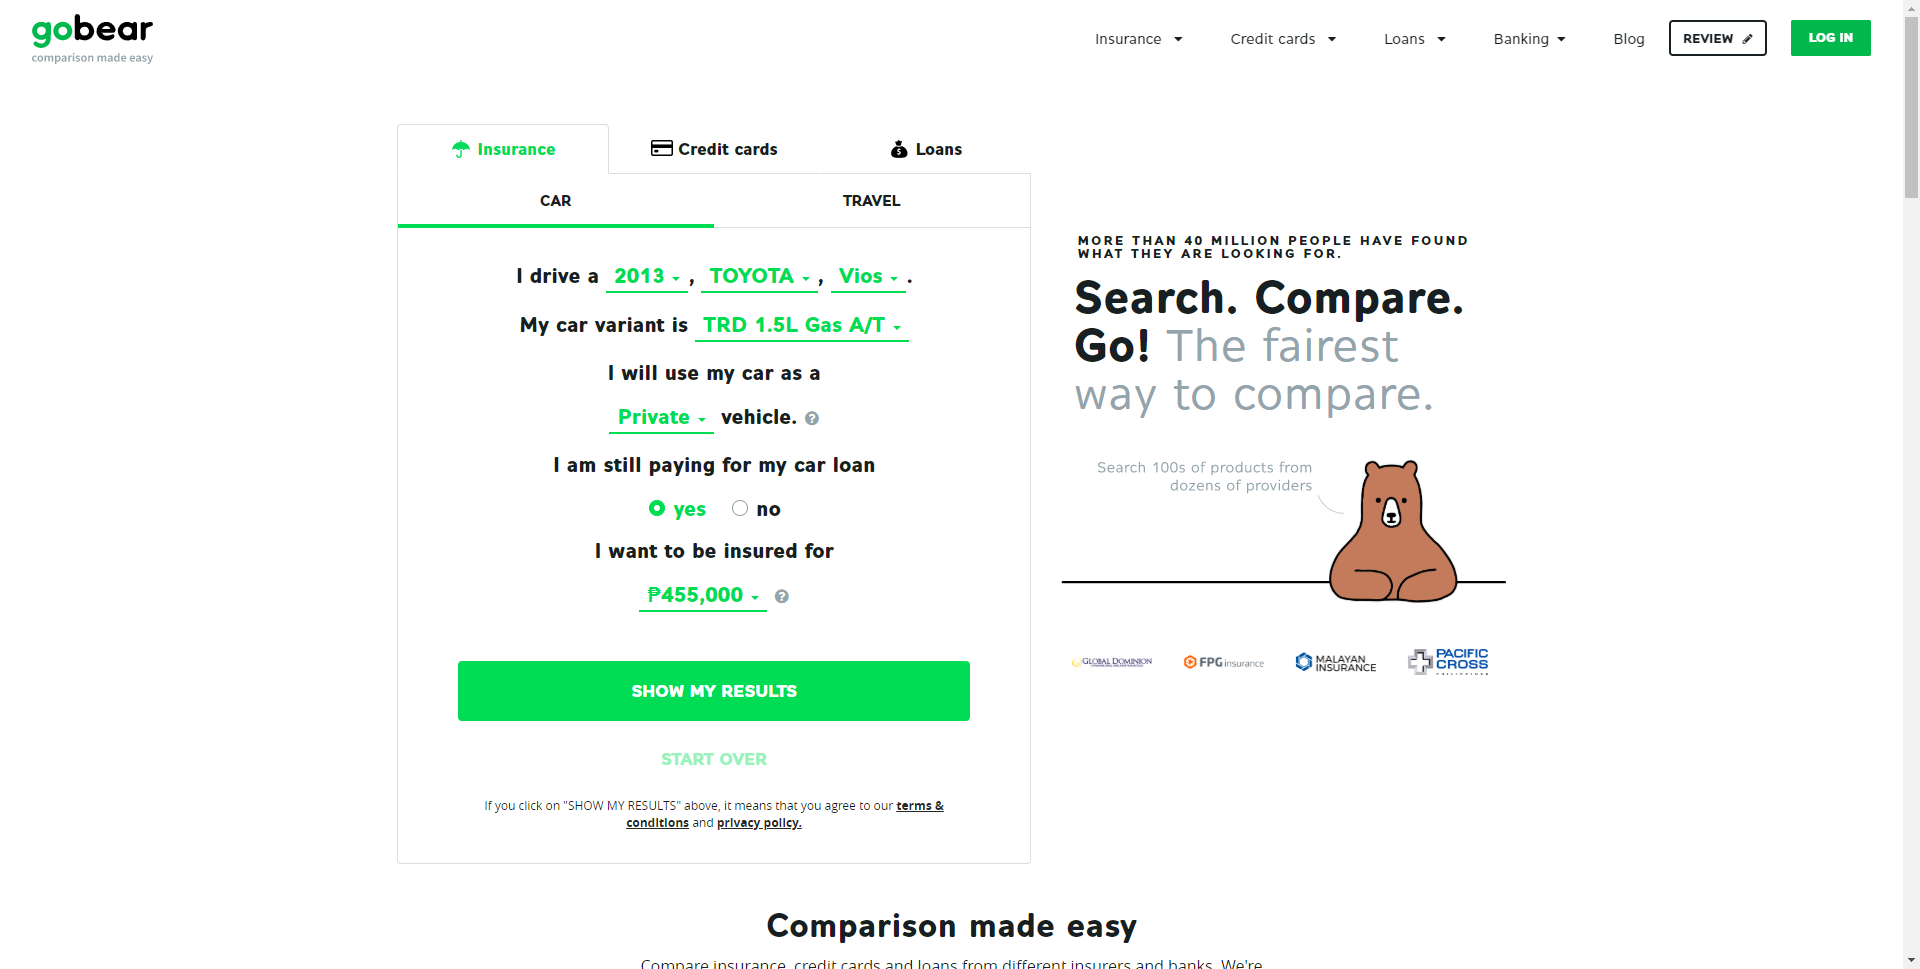 gobear
comparison made easy
Insurance
Credit cards
Loans
Banking
Blog
REVIEW
LOG IN
Insurance
Credit cards
Loans
CAR
TRAVEL
I drive a 2013 , TOYOTA , Vios .
My car variant is TRD 1.5L Gas A/T
I will use my car as a
Private vehicle. ?
I am still paying for my car loan
yes no
I want to be insured for
₱455,000 ?
SHOW MY RESULTS
START OVER
If you click on "SHOW MY RESULTS" above, it means that you agree to our terms &
conditions and privacy policy.
MORE THAN 40 MILLION PEOPLE HAVE FOUND
WHAT THEY ARE LOOKING FOR.
Search. Compare.
Go! The fairest
way to compare.
Search 100s of products from
dozens of providers
GLOBAL DOMINION
FPG insurance
MALAYAN
INSURANCE
PACIFIC
CROSS
PHILIPPINES
Comparison made easy
Compare insurance, credit cards and loans from different insurers and banks. We're